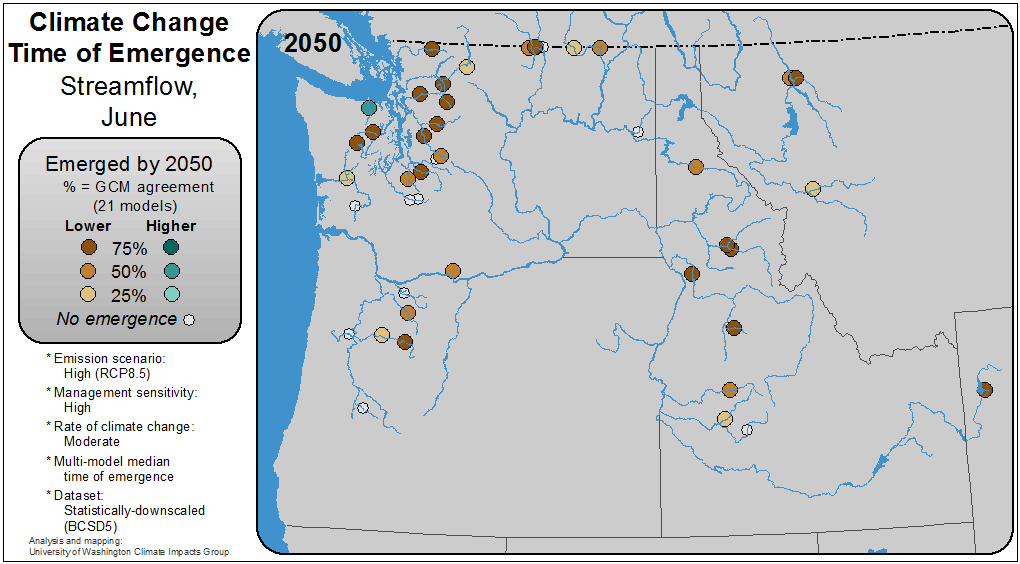 Climate Change
Time of Emergence
Streamflow,
June
2050
Emerged by 2050
% = GCM agreement
(21 models)
Lower Higher
75%
50%
25%
No emergence
* Emission scenario:
High (RCP8.5)
* Management sensitivity:
High
* Rate of climate change:
Moderate
* Multi-model median
time of emergence
* Dataset:
Statistically-downscaled
(BCSD5)
Analysis and mapping:
University of Washington Climate Impacts Group